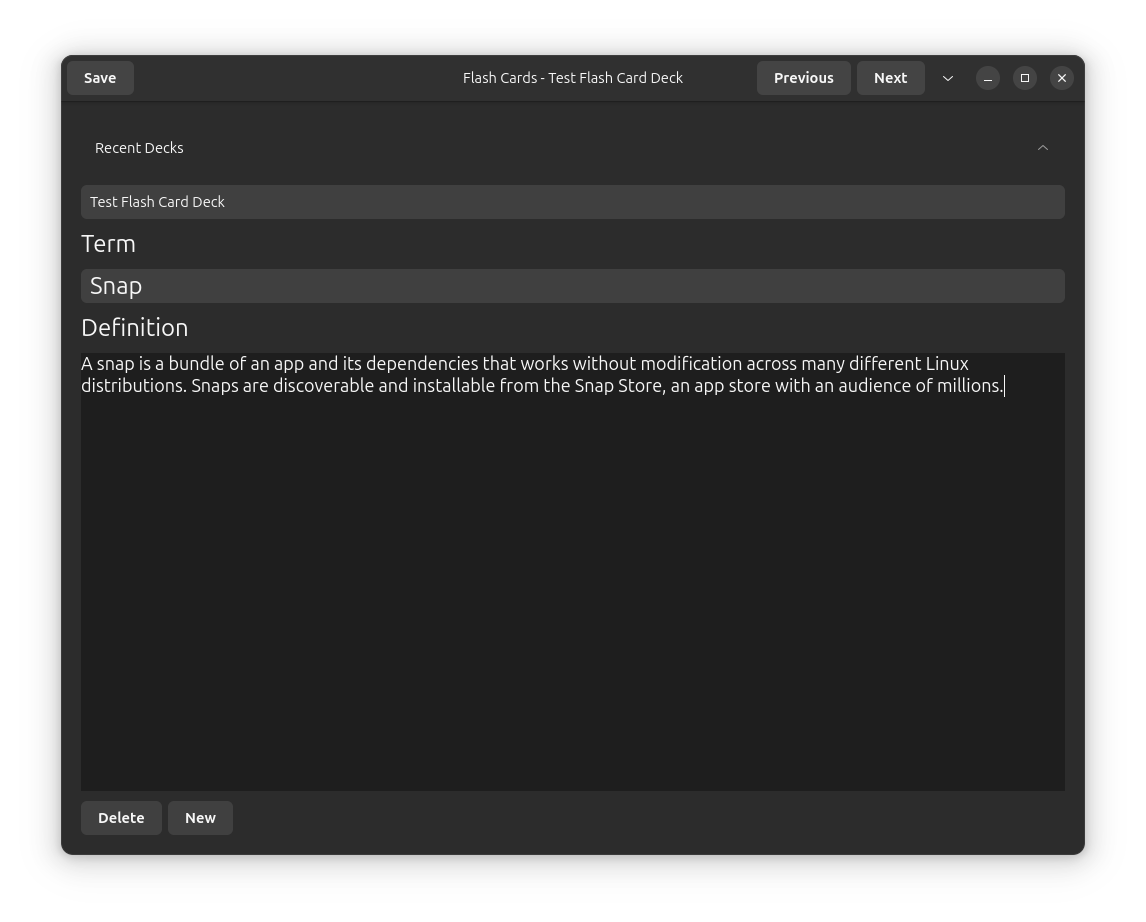 Save
Flash Cards - Test Flash Card Deck
Previous
Next
Recent Decks
Test Flash Card Deck
Term
Snap
Definition
A snap is a bundle of an app and its dependencies that works without modification across many different Linux
distributions. Snaps are discoverable and installable from the Snap Store, an app store with an audience of millions.
Delete
New